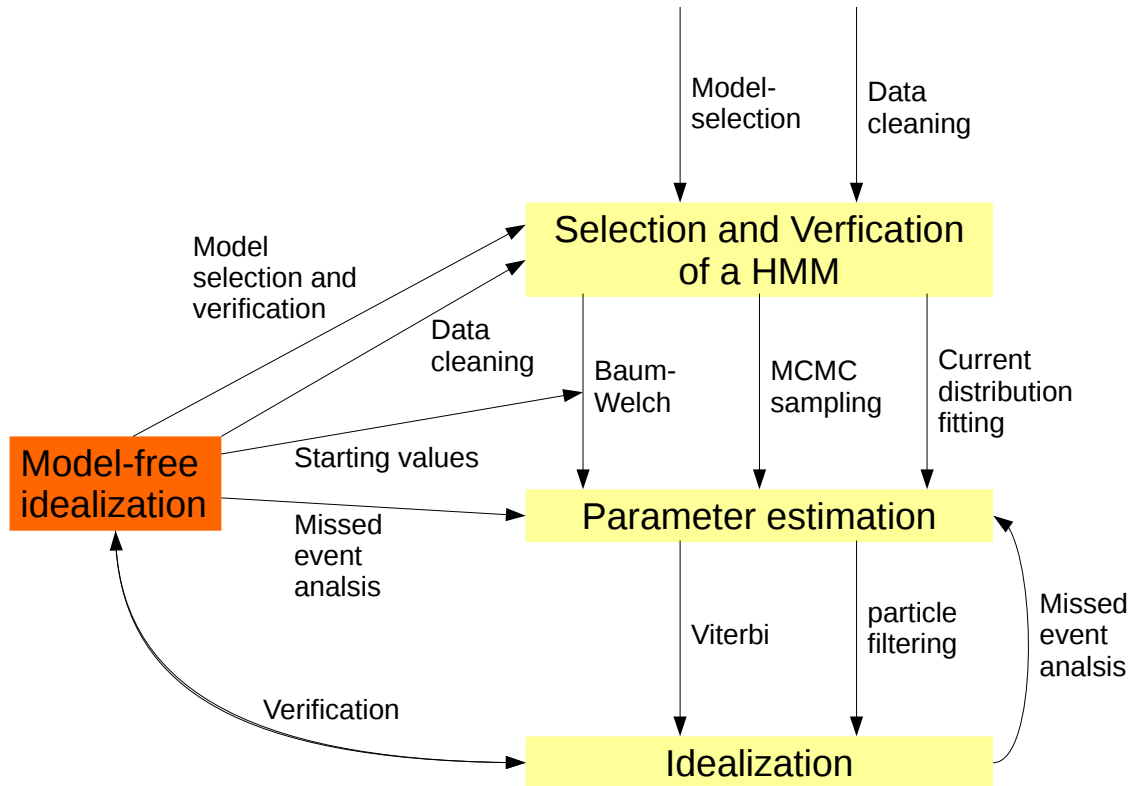 Model-
selection
Data
cleaning
Selection and Verfication
of a HMM
Model
selection and
verification
Data
cleaning
Baum-
Welch
MCMC
sampling
Current
distribution
fitting
Starting values
Model-free
idealization
Missed
event
analsis
Parameter estimation
Viterbi
particle
filtering
Missed
event
analsis
Verification
Idealization